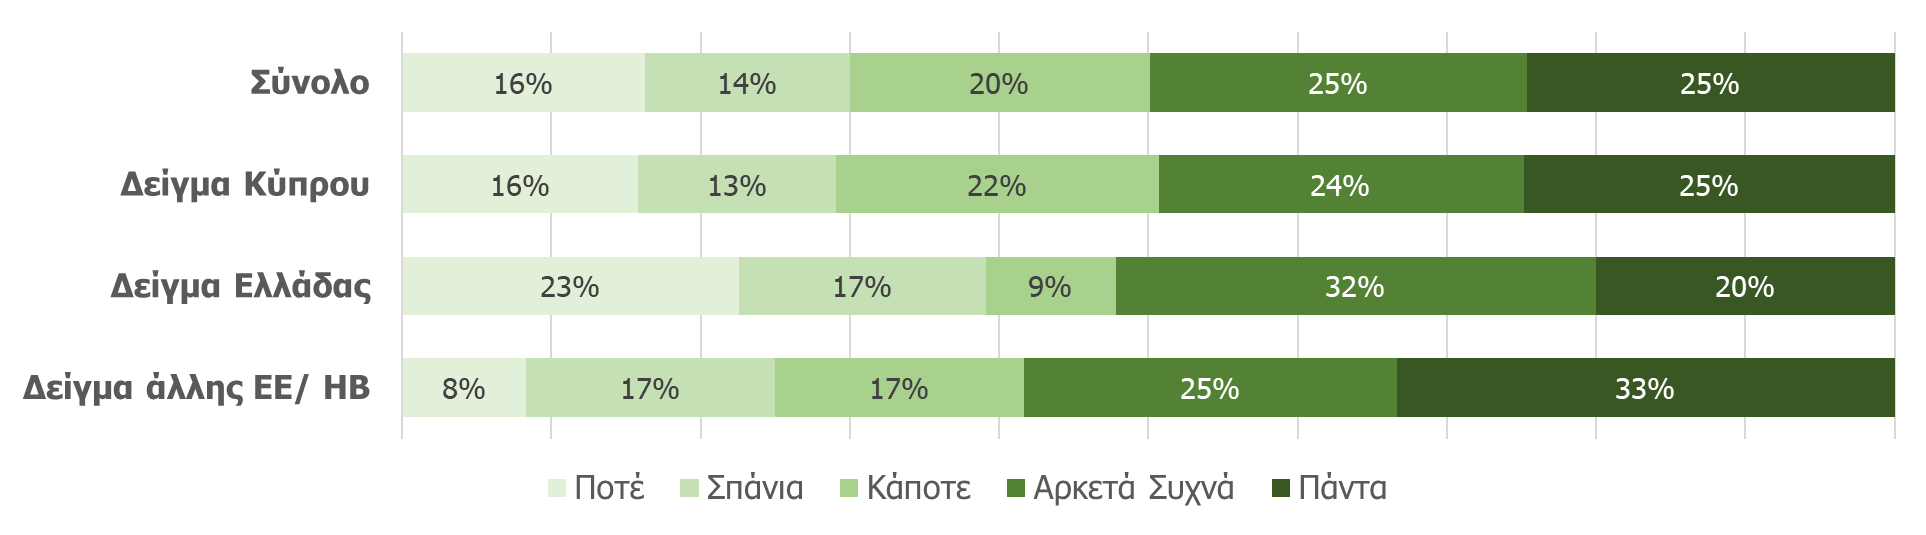 Σύνολο 16% 14% 20% 25% 25%
Δείγμα Κύπρου 16% 13% 22% 24% 25%
Δείγμα Ελλάδας 23% 17% 9% 32% 20%
Δείγμα άλλης ΕΕ/ ΗΒ 8% 17% 17% 25% 33%
Ποτέ Σπάνια Κάποτε Αρκετά Συχνά Πάντα